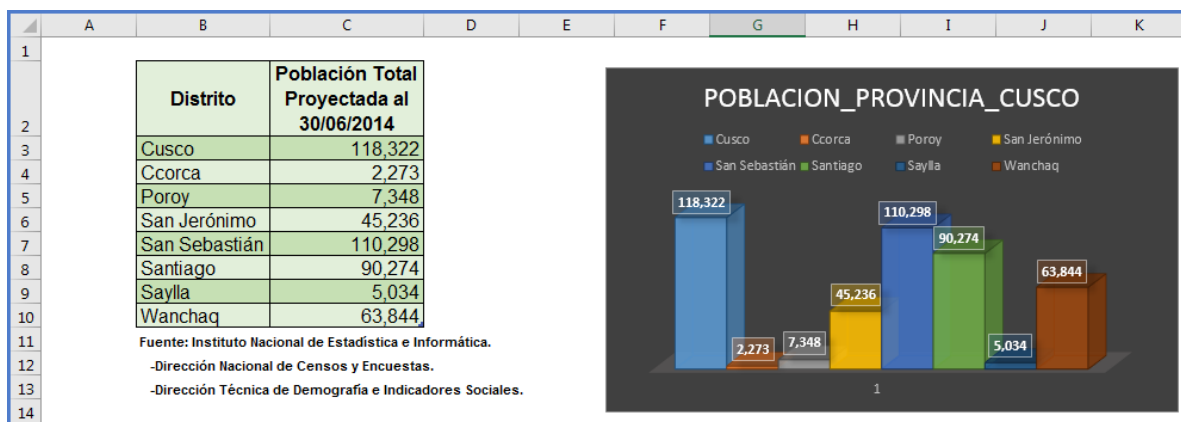 A B C D E F G H I J K
1
2 Distrito Población Total
Proyectada al
30/06/2014
3 Cusco 118,322
4 Ccorca 2,273
5 Poroy 7,348
6 San Jerónimo 45,236
7 San Sebastián 110,298
8 Santiago 90,274
9 Saylla 5,034
10 Wanchaq 63,844
11 Fuente: Instituto Nacional de Estadística e Informática.
12 -Dirección Nacional de Censos y Encuestas.
13 -Dirección Técnica de Demografía e Indicadores Sociales.
14
POBLACION_PROVINCIA_CUSCO
Cusco Ccorca Poroy San Jerónimo
San Sebastián Santiago Saylla Wanchaq
118,322
2,273
7,348
45,236
110,298
90,274
5,034
63,844
1